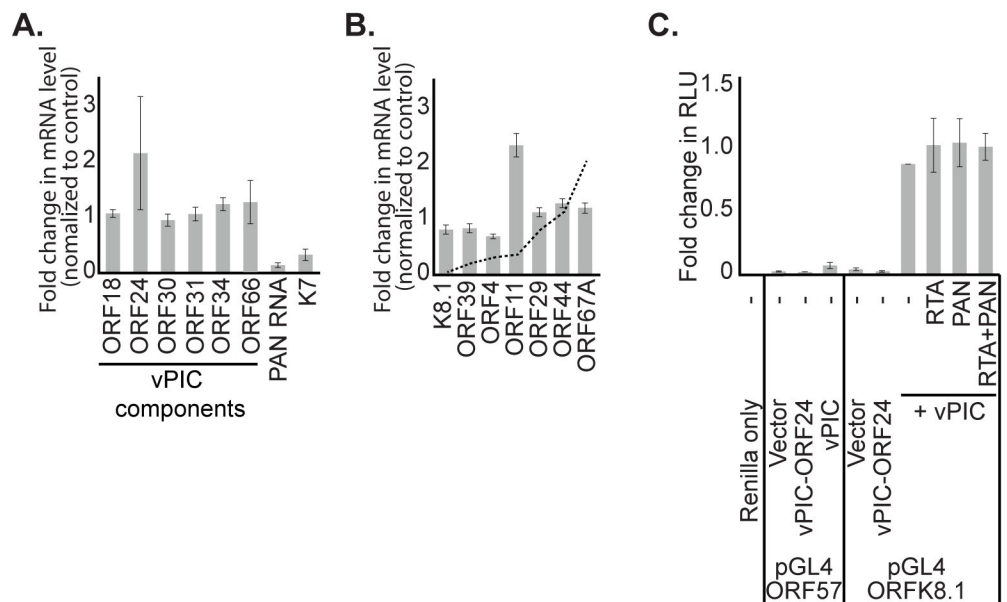 A.
Fold change in mRNA level
(nomalized to control)
3
2
1
0
ORF18
ORF24
ORF30
ORF31
ORF34
ORF66
PAN RNA
K7
vPIC
components
B.
Fold change in mRNA level
(normalized to control)
3
2
1
0
K8.1
ORF39
ORF4
ORF11
ORF29
ORF44
ORF67A
C.
Fold change in RLU
1.5
1.0
0.5
0
-
-
-
-
-
-
-
RTA
PAN
RTA+PAN
Renilla only
Vector
vPIC-ORF24
vPIC
Vector
vPIC-ORF24
+ vPIC
pGL4
ORF57
pGL4
ORFK8.1